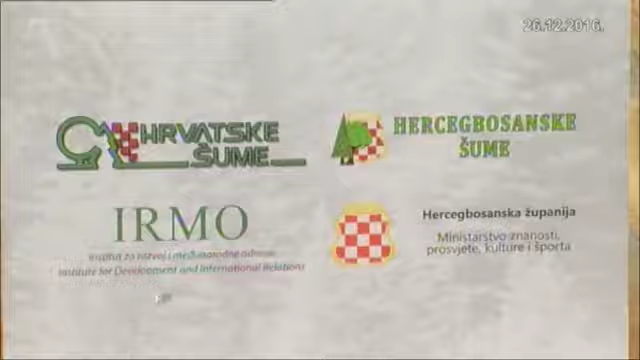 26.12.2016.
HRVATSKE
ŠUME
HERCEGBOSANSKE
ŠUME
IRMO
Institut za razvoj i međunarodne odnose
Institute for Development and International Relations
Hercegbosanska županija
Ministarstvo znanosti,
prosvjete, kulture i športa